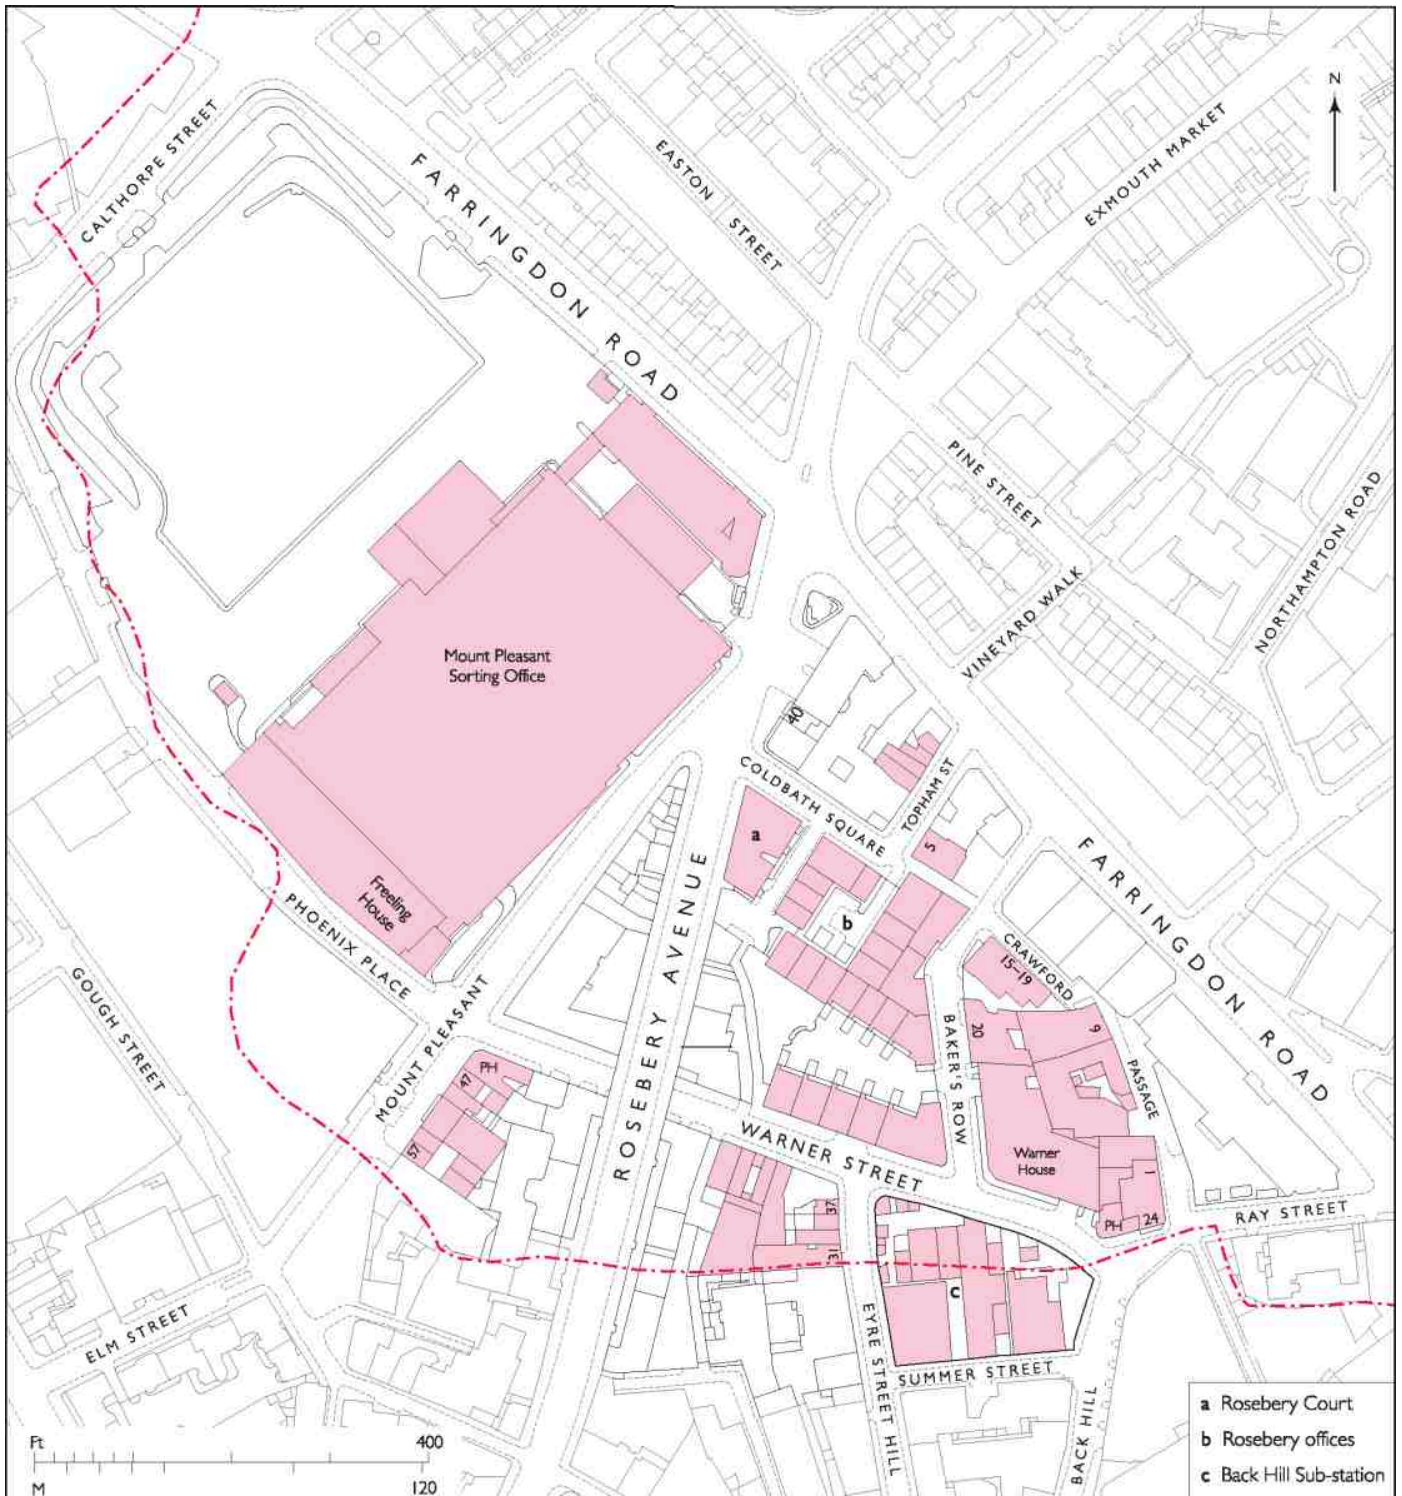 N
CALTHORPE STREET
FARRINGDON ROAD
EASTON STREET
EXMOUTH MARKET
PINE STREET
VINEYARD WALK
NORTHAMPTON ROAD
Mount Pleasant
Sorting Office
40
COLDBATH SQUARE
TOPHAM ST
a
5
b
FARRINGDON ROAD
Freeling
House
PHOENIX PLACE
ROSEBERY AVENUE
CRAWFORD PASSAGE
15–19
GOUGH STREET
MOUNT PLEASANT
20
9
BAKER'S ROW
PH
47
57
WARNER STREET
Warner
House
1
37
31
PH
24
RAY STREET
c
ELM STREET
EYRE STREET HILL
SUMMER STREET
BACK HILL
a Rosebery Court
b Rosebery offices
c Back Hill Sub-station
Ft
400
M
120